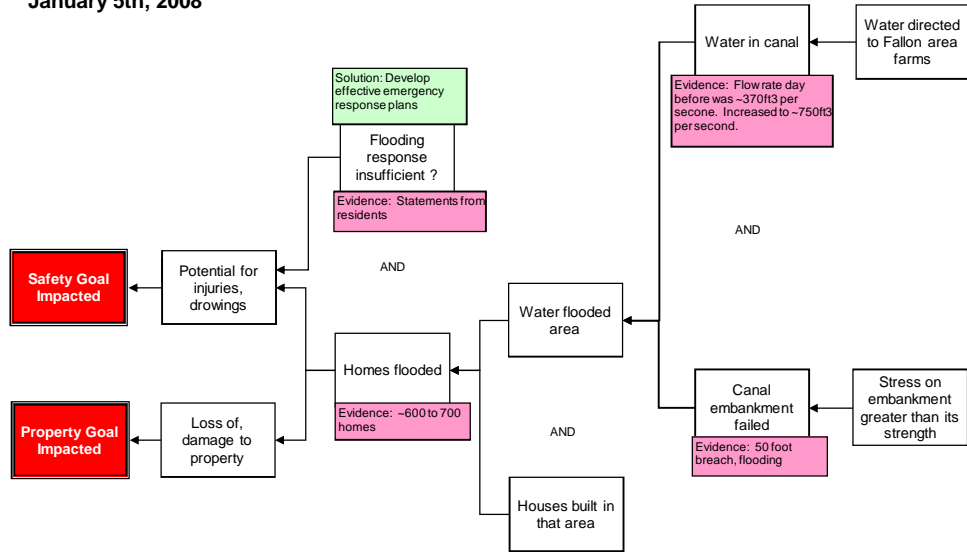 January 5th, 2008
Water in canal
Water directed
to Fallon area
farms
Solution: Develop
effective emergency
response plans
Evidence: Flow rate day
before was ~370ft3 per
secone. Increased to ~750ft3
per second.
Flooding
response
insufficient ?
Evidence: Statements from
residents
AND
AND
Safety Goal
Impacted
Potential for
injuries,
drowings
Water flooded
area
Homes flooded
Evidence: ~600 to 700
homes
Canal
embankment
failed
Stress on
embankment
greater than its
strength
Property Goal
Impacted
Loss of,
damage to
property
AND
Evidence: 50 foot
breach, flooding
Houses built in
that area